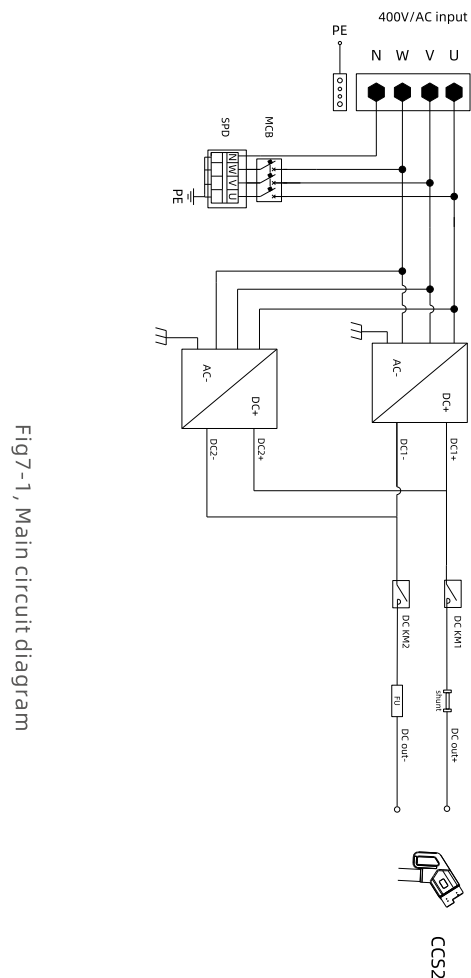 400V/AC input
PE
N W V U
SPD
MCB
N
W
V
U
PE
AC-
DC+
AC-
DC+
DC2-
DC2+
DC1-
DC1+
DC KM2
DC KM1
FU
shunt
DC out-
DC out+
CCS2
Fig7-1, Main circuit diagram